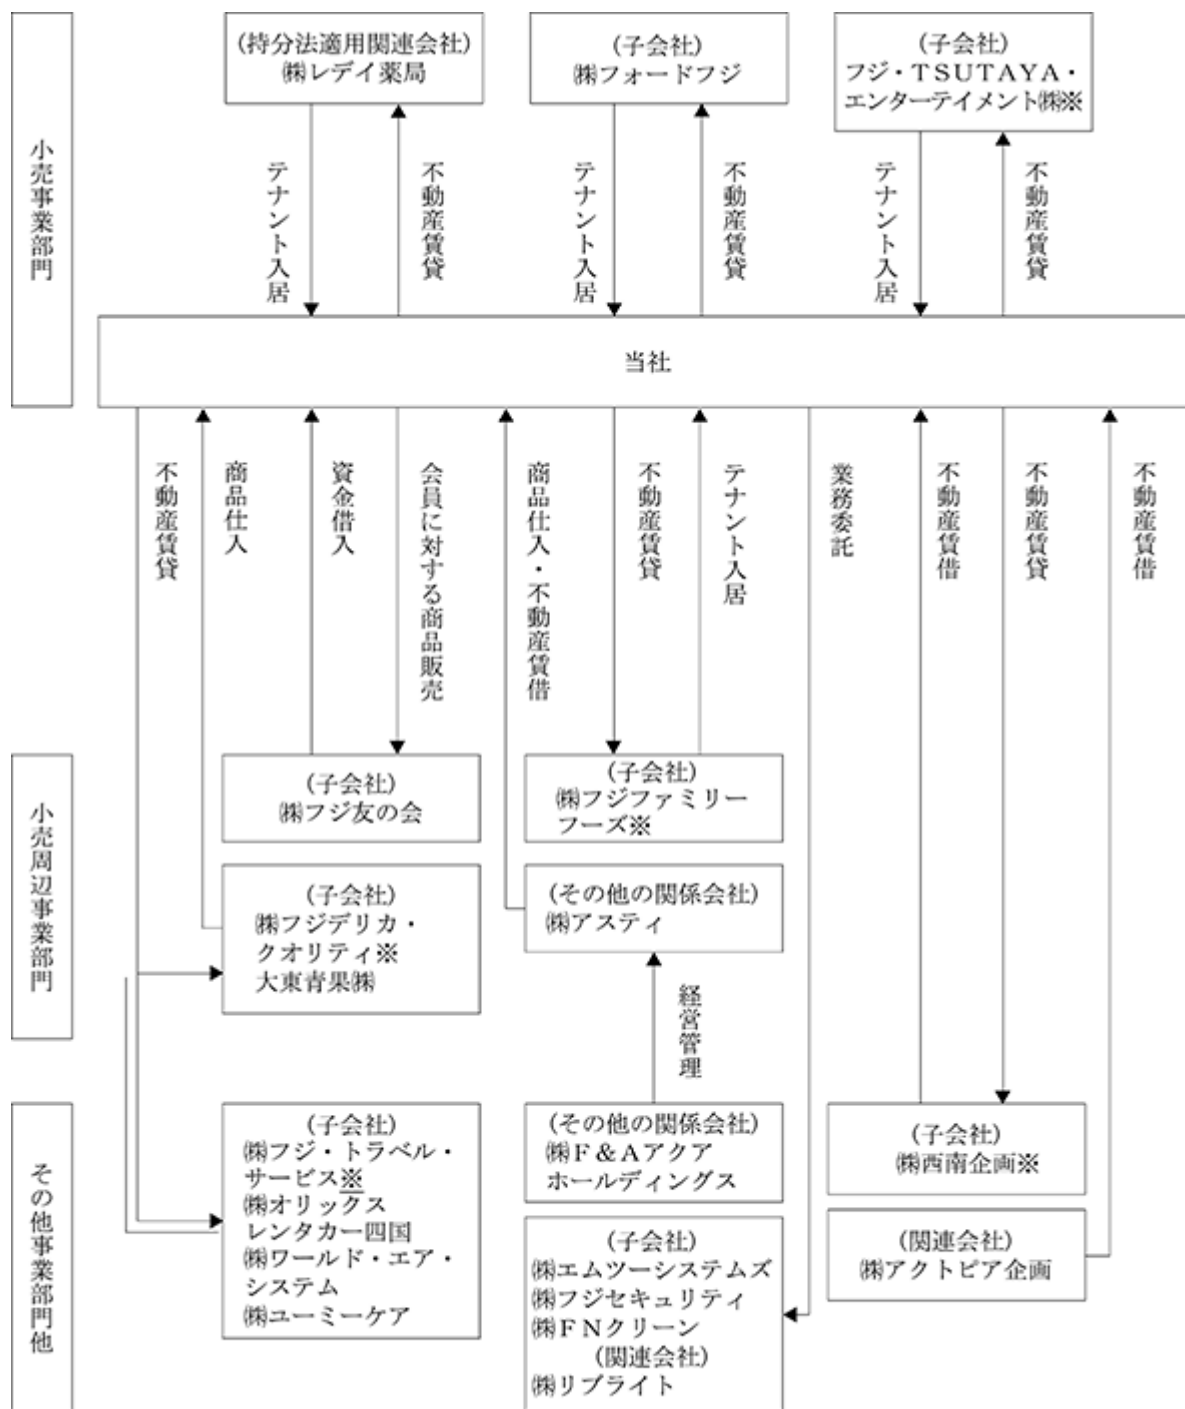 小売事業部門
(持分法適用関連会社)
㈱レデイ薬局
(子会社)
㈱フォードフジ
(子会社)
フジ・TSUTAYA・
エンターテイメント㈱※
テナント入居
不動産賃貸
テナント入居
不動産賃貸
テナント入居
不動産賃貸
当社
不動産賃貸
商品仕入
資金借入
会員に対する商品販売
商品仕入・不動産賃借
不動産賃貸
テナント入居
業務委託
不動産賃借
不動産賃貸
不動産賃借
小売周辺事業部門
(子会社)
㈱フジ友の会
(子会社)
㈱フジファミリー
フーズ※
(子会社)
㈱フジデリカ・
クオリティ※
大東青果㈱
(その他の関係会社)
㈱アスティ
経営管理
その他事業部門他
(子会社)
㈱フジ・トラベル・
サービス※
㈱オリックス
レンタカー四国
㈱ワールド・エア・
システム
㈱ユーミーケア
(その他の関係会社)
㈱F&Aアクア
ホールディングス
(子会社)
㈱エムツーシステムズ
㈱フジセキュリティ
㈱FNクリーン
(関連会社)
㈱リブライト
(子会社)
㈱西南企画※
(関連会社)
㈱アクトピア企画